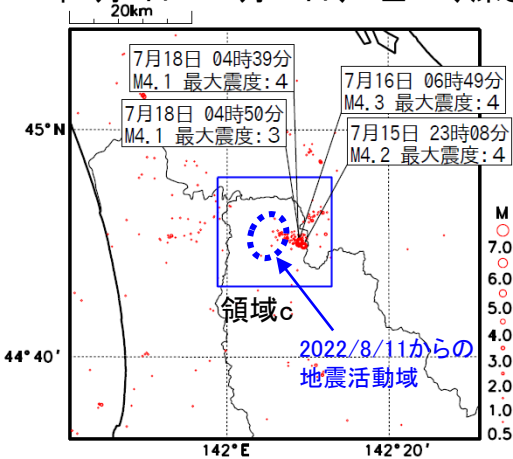 20km
7月18日 04時39分
M4.1 最大震度:4
7月16日 06時49分
M4.3 最大震度:4
7月18日 04時50分
M4.1 最大震度:3
7月15日 23時08分
M4.2 最大震度:4
45°N
M
7.0
6.0
5.0
4.0
3.0
2.0
1.0
0.5
領域c
2022/8/11からの
地震活動域
44°40'
142°E
142°20'